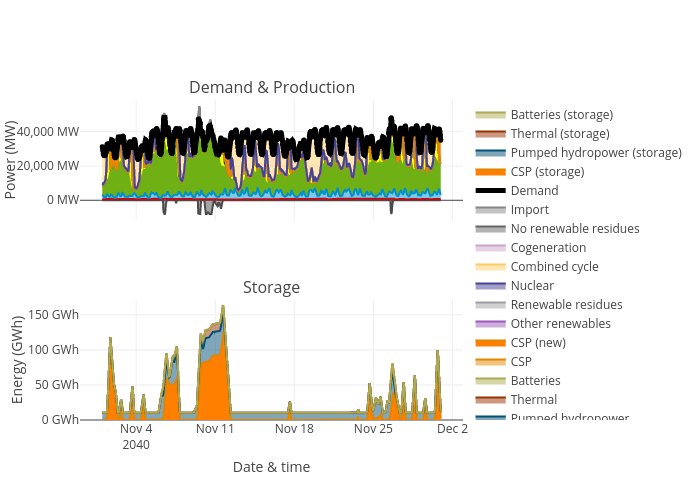 Demand & Production
Power (MW)
40,000 MW
20,000 MW
0 MW
Storage
Energy (GWh)
150 GWh
100 GWh
50 GWh
0 GWh
Nov 4
2040
Nov 11
Nov 18
Nov 25
Dec 2
Date & time
Batteries (storage)
Thermal (storage)
Pumped hydropower (storage)
CSP (storage)
Demand
Import
No renewable residues
Cogeneration
Combined cycle
Nuclear
Renewable residues
Other renewables
CSP (new)
CSP
Batteries
Thermal
Pumped hydropower